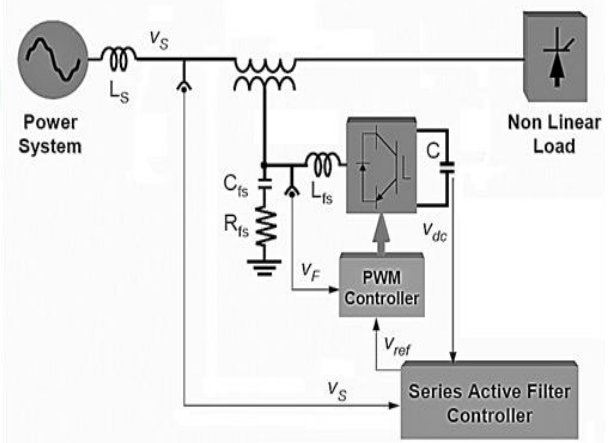 v_S
L_S
Power
System
Non Linear
Load
L
C
C_fs
L_fs
R_fs
v_dc
v_F
PWM
Controller
v_ref
v_S
Series Active Filter
Controller